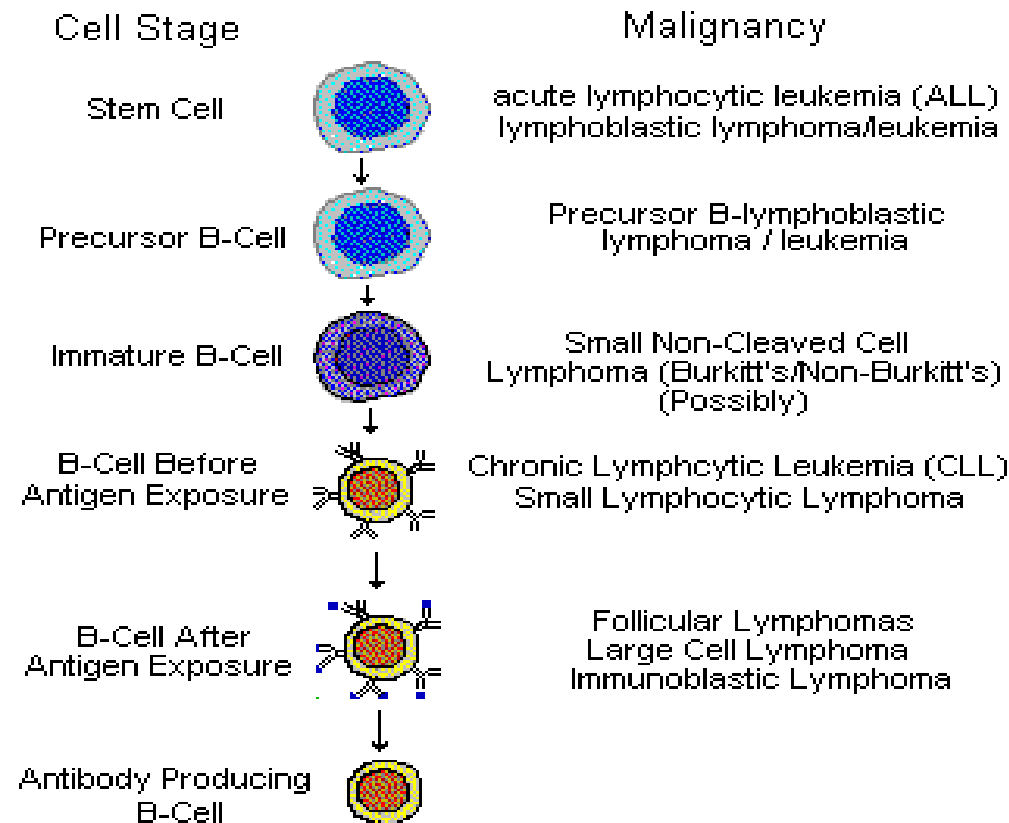 Cell Stage
Malignancy
Stem Cell
acute lymphocytic leukemia (ALL)
lymphoblastic lymphoma/leukemia
Precursor B-Cell
Precursor B-lymphoblastic
lymphoma / leukemia
Immature B-Cell
Small Non-Cleaved Cell
Lymphoma (Burkitt's/Non-Burkitt's)
(Possibly)
B-Cell Before
Antigen Exposure
Chronic Lymphcytic Leukemia (CLL)
Small Lymphocytic Lymphoma
B-Cell After
Antigen Exposure
Follicular Lymphomas
Large Cell Lymphoma
Immunoblastic Lymphoma
Antibody Producing
B-Cell